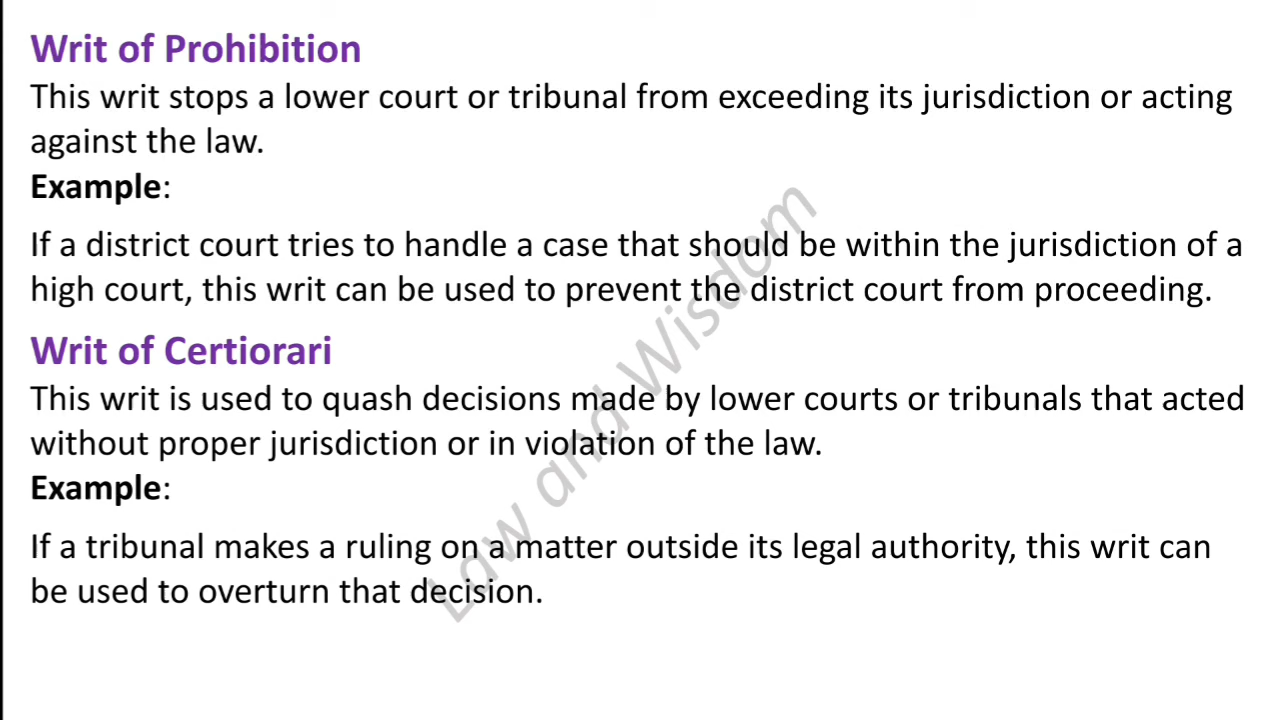 Writ of Prohibition
This writ stops a lower court or tribunal from exceeding its jurisdiction or acting
against the law.
Example:
If a district court tries to handle a case that should be within the jurisdiction of a
high court, this writ can be used to prevent the district court from proceeding.
Writ of Certiorari
This writ is used to quash decisions made by lower courts or tribunals that acted
without proper jurisdiction or in violation of the law.
Example:
If a tribunal makes a ruling on a matter outside its legal authority, this writ can
be used to overturn that decision.
Law and Wisdom